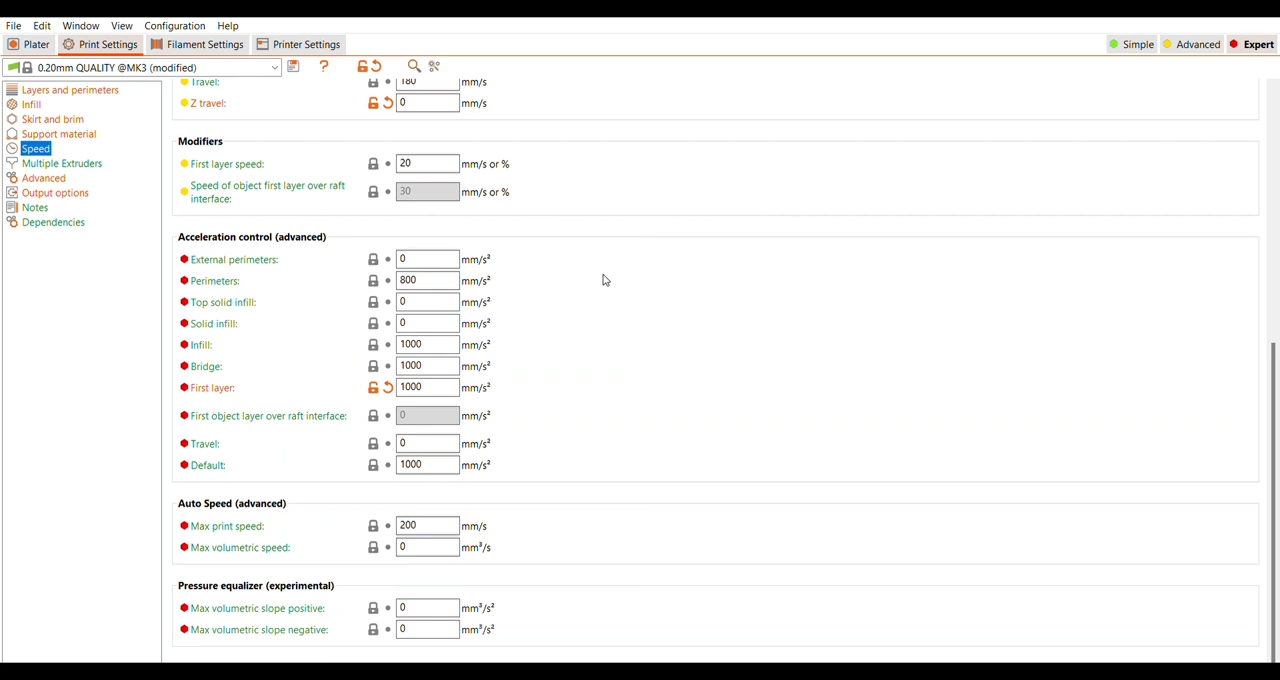 File Edit Window View Configuration Help
Plater Print Settings Filament Settings Printer Settings Simple Advanced Expert
0.20mm QUALITY @MK3 (modified) ?
Layers and perimeters
Infill
Skirt and brim
Support material
Speed
Multiple Extruders
Advanced
Output options
Notes
Dependencies
Travel: 180 mm/s
Z travel: 0 mm/s
Modifiers
First layer speed: 20 mm/s or %
Speed of object first layer over raft
interface: 30 mm/s or %
Acceleration control (advanced)
External perimeters: 0 mm/s²
Perimeters: 800 mm/s²
Top solid infill: 0 mm/s²
Solid infill: 0 mm/s²
Infill: 1000 mm/s²
Bridge: 1000 mm/s²
First layer: 1000 mm/s²
First object layer over raft interface: 0 mm/s²
Travel: 0 mm/s²
Default: 1000 mm/s²
Auto Speed (advanced)
Max print speed: 200 mm/s
Max volumetric speed: 0 mm³/s
Pressure equalizer (experimental)
Max volumetric slope positive: 0 mm³/s²
Max volumetric slope negative: 0 mm³/s²